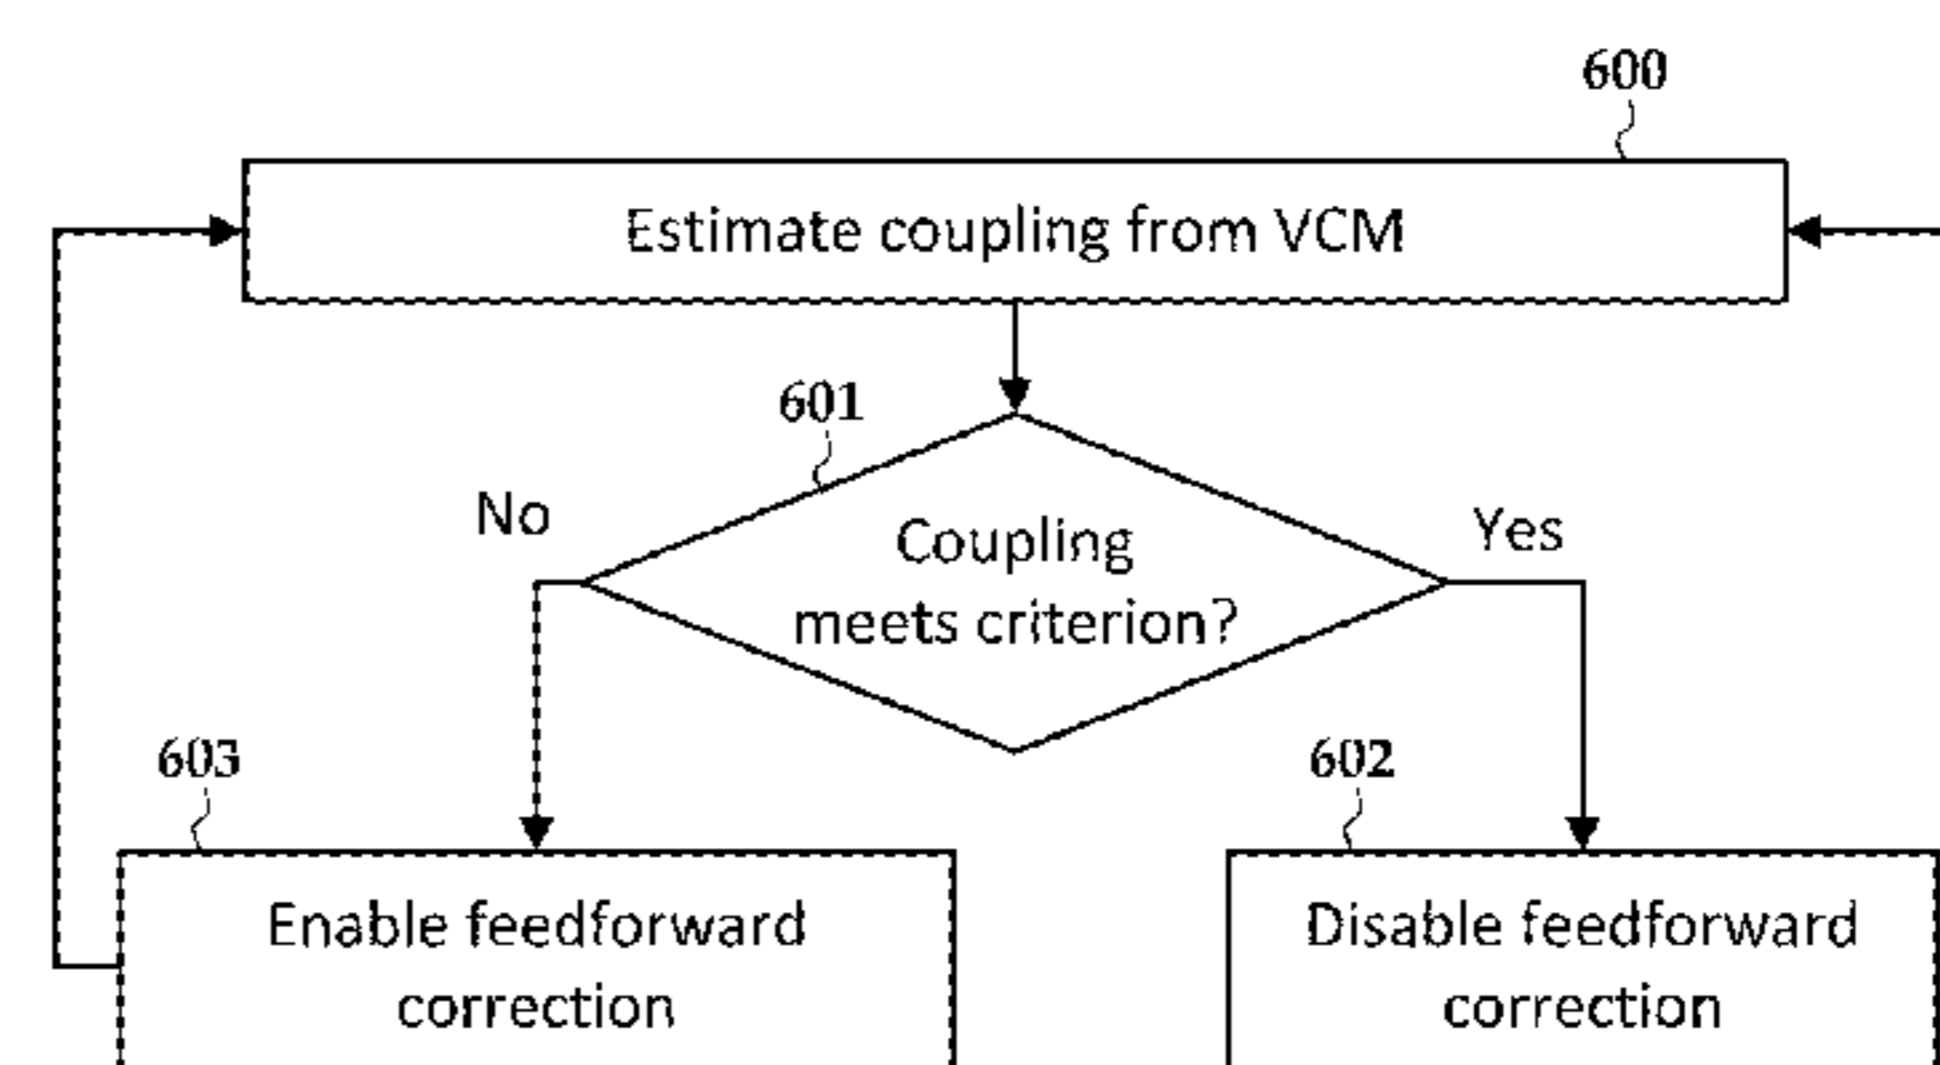 600
Estimate coupling from VCM
601
No
Yes
Coupling
meets criterion?
603
602
Enable feedforward
correction
Disable feedforward
correction